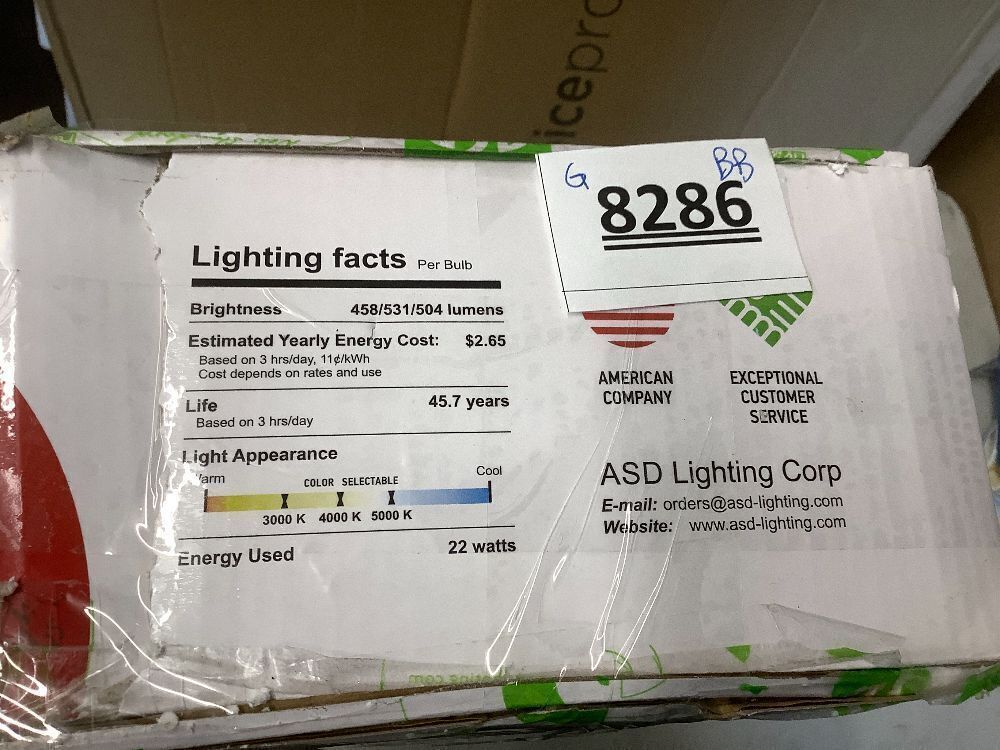 icepro
G
BB
8286
Lighting facts Per Bulb
Brightness 458/531/504 lumens
Estimated Yearly Energy Cost: $2.65
Based on 3 hrs/day, 11¢/kWh
Cost depends on rates and use
Life 45.7 years
Based on 3 hrs/day
Light Appearance
arm
COLOR SELECTABLE
Cool
3000 K 4000 K 5000 K
Energy Used 22 watts
AMERICAN
COMPANY
EXCEPTIONAL
CUSTOMER
SERVICE
ASD Lighting Corp
E-mail: orders@asd-lighting.com
Website: www.asd-lighting.com